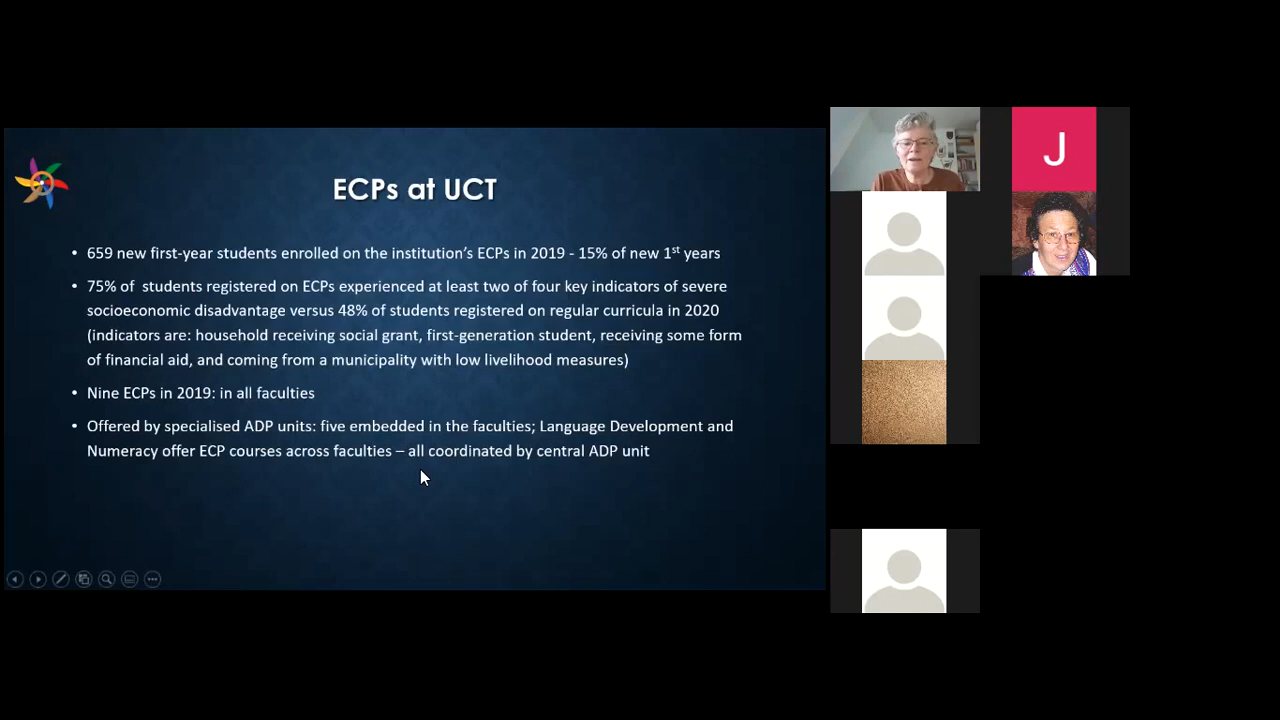 ECPs at UCT
• 659 new first-year students enrolled on the institution's ECPs in 2019 - 15% of new 1st years
• 75% of students registered on ECPs experienced at least two of four key indicators of severe
socioeconomic disadvantage versus 48% of students registered on regular curricula in 2020
(indicators are: household receiving social grant, first-generation student, receiving some form
of financial aid, and coming from a municipality with low livelihood measures)
• Nine ECPs in 2019: in all faculties
• Offered by specialised ADP units: five embedded in the faculties; Language Development and
Numeracy offer ECP courses across faculties – all coordinated by central ADP unit
J